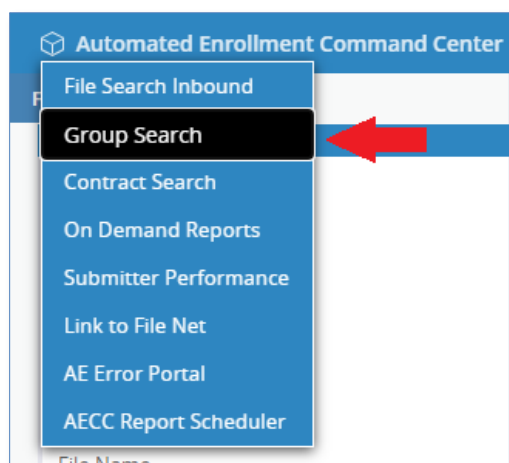 Automated Enrollment Command Center
File Search Inbound
Group Search
Contract Search
On Demand Reports
Submitter Performance
Link to File Net
AE Error Portal
AECC Report Scheduler
File Name